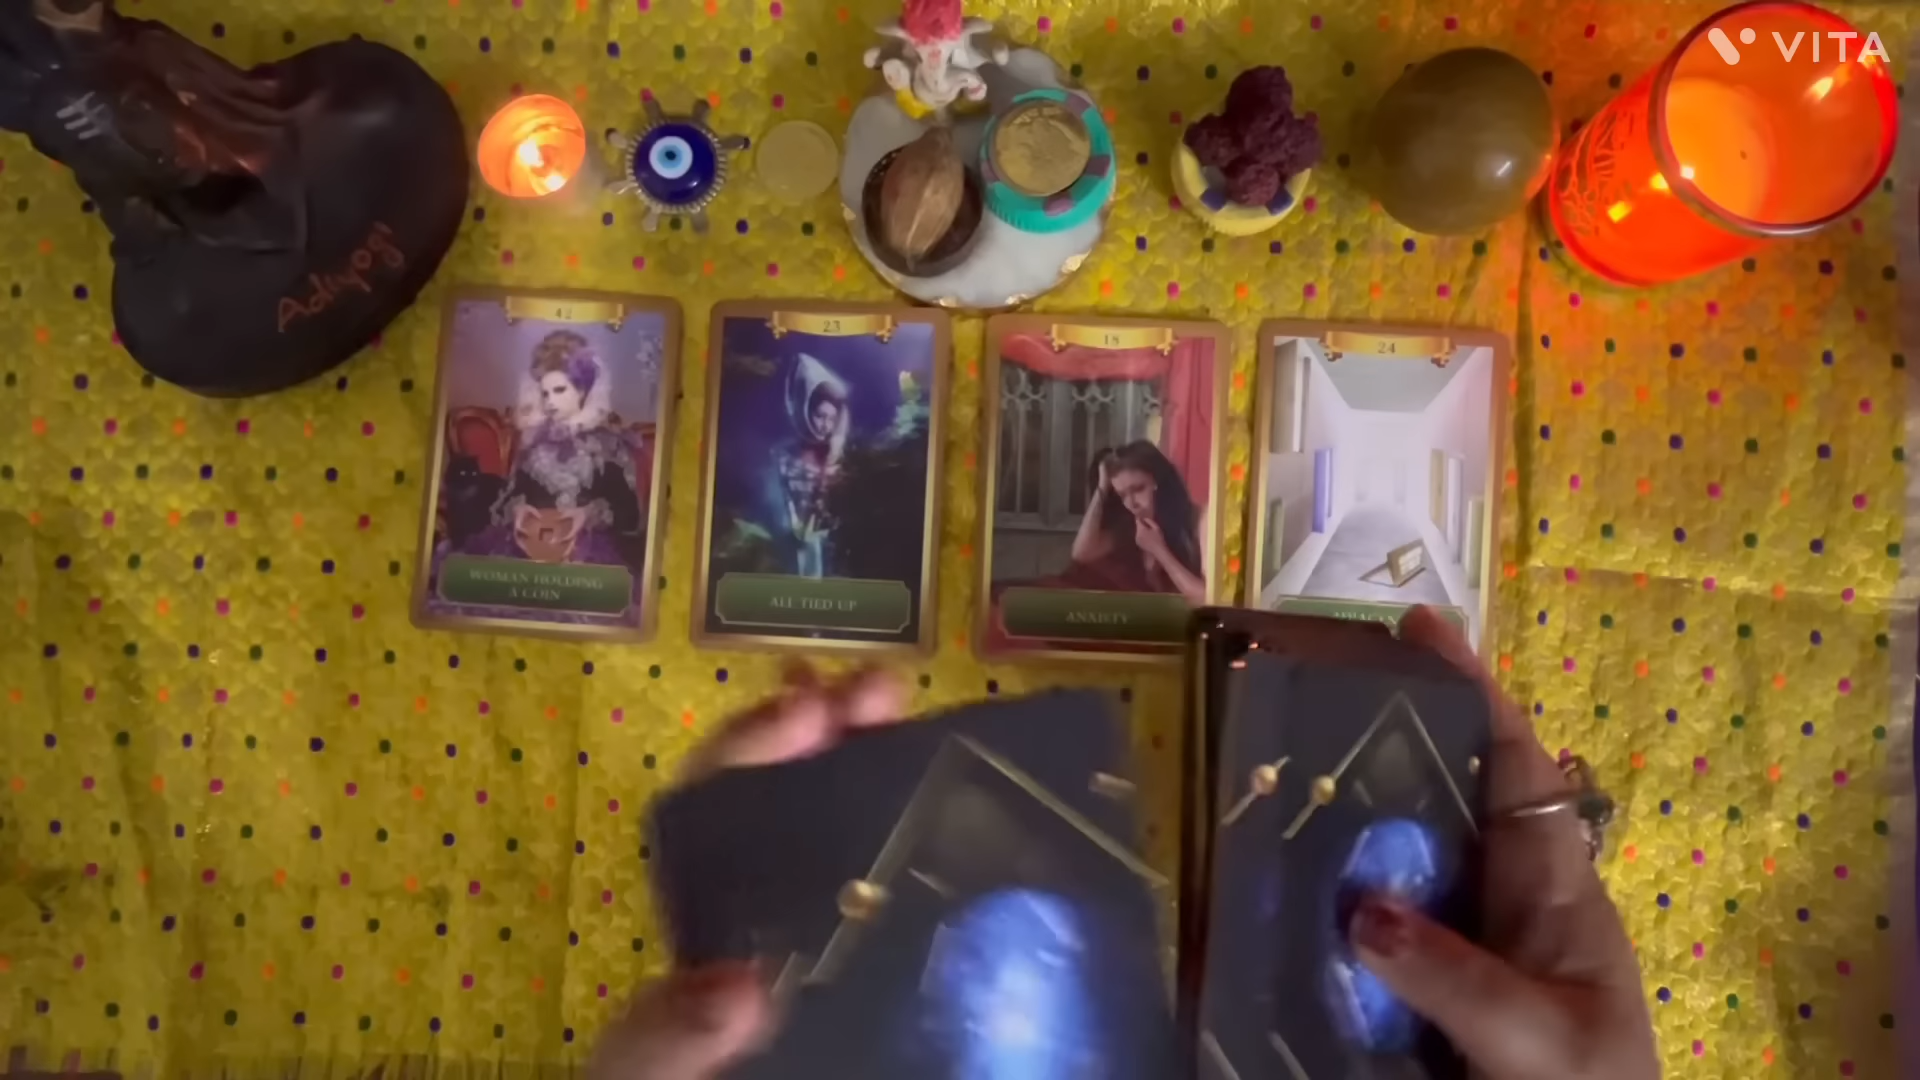 VITA
Adiyogi
42
WOMAN HOLDING
A COIN
23
ALL TIED UP
18
ANXIETY
24